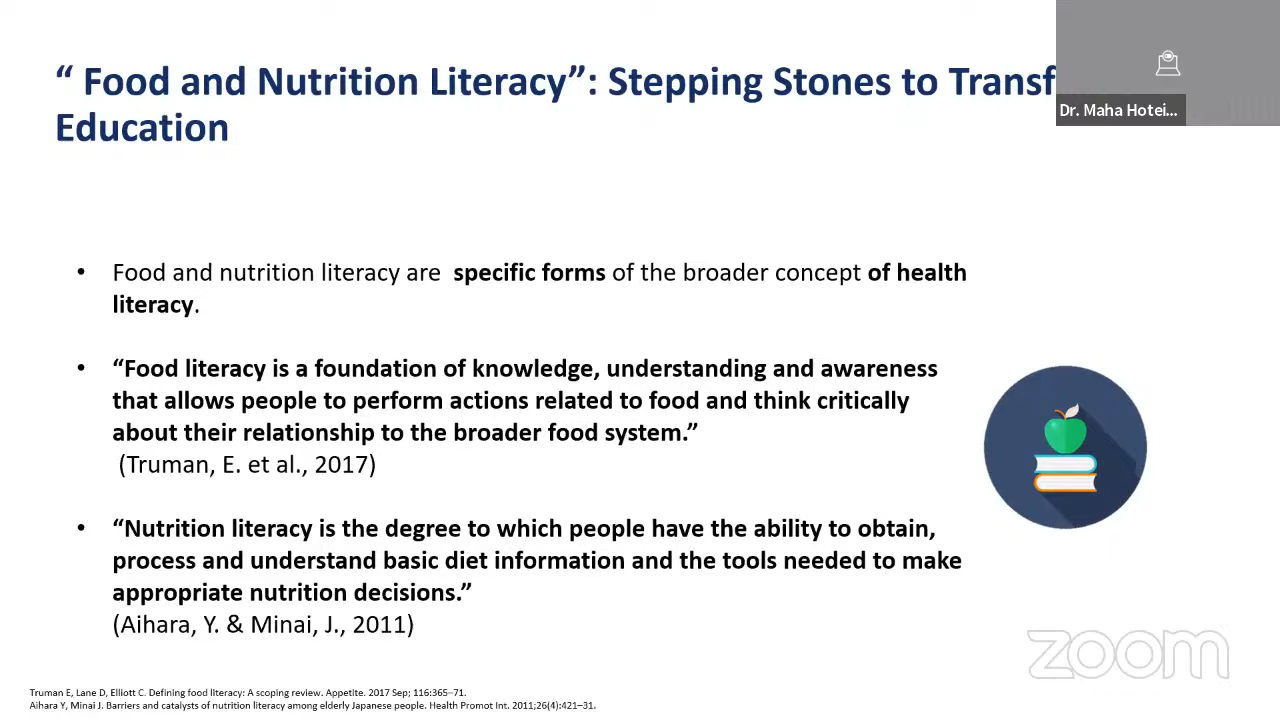 “ Food and Nutrition Literacy”: Stepping Stones to Transf
Education
Dr. Maha Hotei...
• Food and nutrition literacy are specific forms of the broader concept of health
literacy.
• “Food literacy is a foundation of knowledge, understanding and awareness
that allows people to perform actions related to food and think critically
about their relationship to the broader food system.”
(Truman, E. et al., 2017)
• “Nutrition literacy is the degree to which people have the ability to obtain,
process and understand basic diet information and the tools needed to make
appropriate nutrition decisions.”
(Aihara, Y. & Minai, J., 2011)
zoom
Truman E, Lane D, Elliott C. Defining food literacy: A scoping review. Appetite. 2017 Sep; 116:365–71.
Aihara Y, Minai J. Barriers and catalysts of nutrition literacy among elderly Japanese people. Health Promot Int. 2011;26(4):421–31.